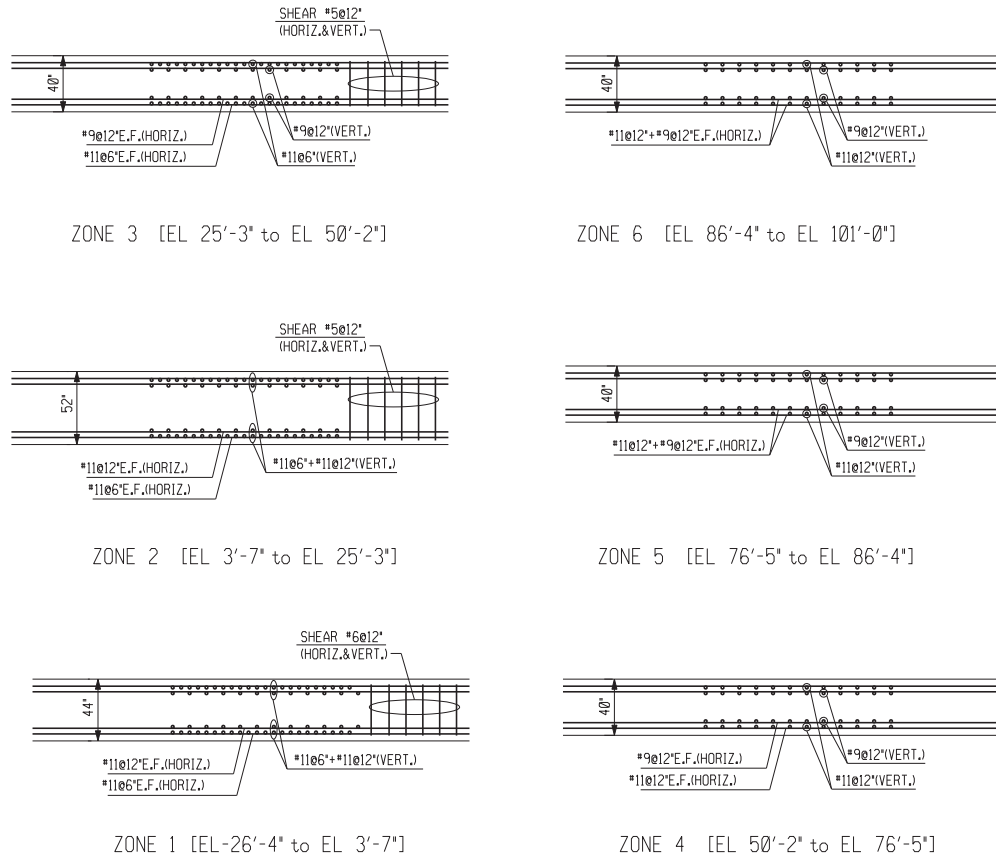 SHEAR #5@12"
(HORIZ.&VERT.)
40"
#9@12"E.F.(HORIZ.)
#11@6"E.F.(HORIZ.)
#9@12"(VERT.)
#11@6"(VERT.)
ZONE 3 [EL 25'-3" to EL 50'-2"]
40"
#11@12"+#9@12"E.F.(HORIZ.)
#9@12"(VERT.)
#11@12"(VERT.)
ZONE 6 [EL 86'-4" to EL 101'-0"]
SHEAR #5@12"
(HORIZ.&VERT.)
52"
#11@12"E.F.(HORIZ.)
#11@6"E.F.(HORIZ.)
#11@6"+#11@12"(VERT.)
ZONE 2 [EL 3'-7" to EL 25'-3"]
40"
#11@12"+#9@12"E.F.(HORIZ.)
#9@12"(VERT.)
#11@12"(VERT.)
ZONE 5 [EL 76'-5" to EL 86'-4"]
SHEAR #6@12"
(HORIZ.&VERT.)
44"
#11@12"E.F.(HORIZ.)
#11@6"E.F.(HORIZ.)
#11@6"+#11@12"(VERT.)
ZONE 1 [EL-26'-4" to EL 3'-7"]
40"
#9@12"E.F.(HORIZ.)
#11@12"E.F.(HORIZ.)
#9@12"(VERT.)
#11@12"(VERT.)
ZONE 4 [EL 50'-2" to EL 76'-5"]